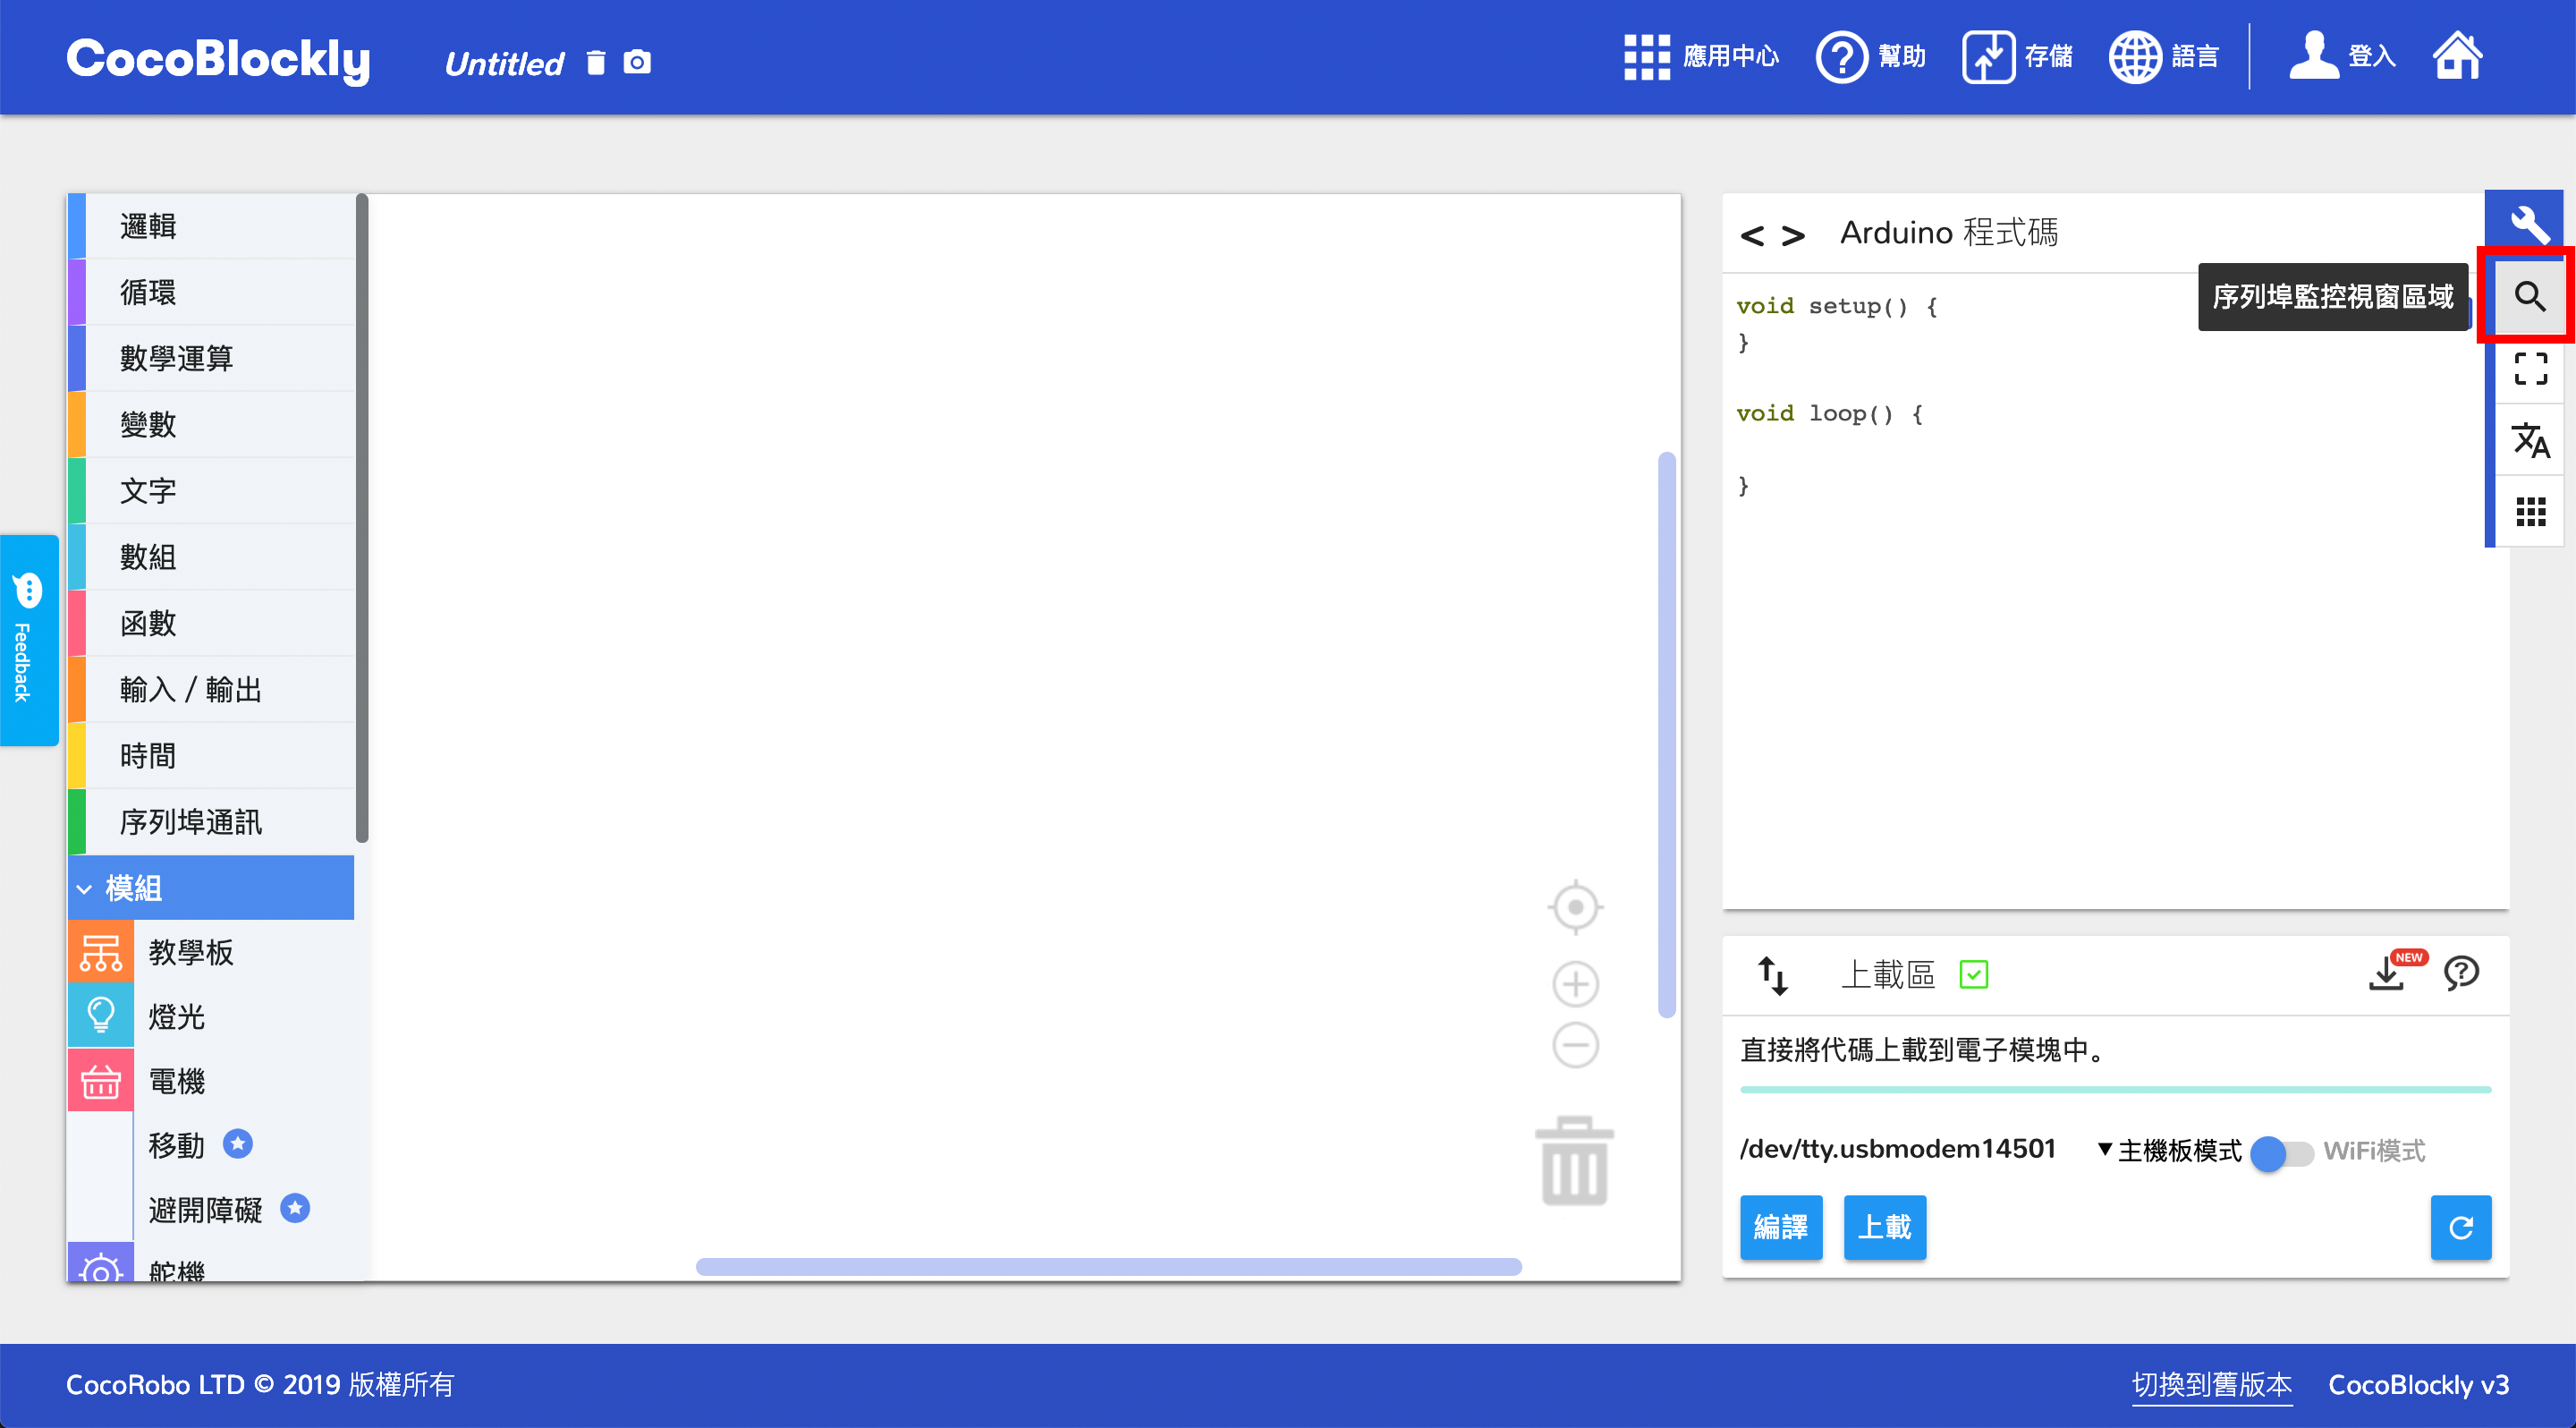 CocoBlockly
Untitled
應用中心
幫助
存儲
語言
登入
邏輯
循環
數學運算
變數
文字
數組
函數
輸入 / 輸出
時間
序列埠通訊
模組
教學板
燈光
電機
移動
避開障礙
舵機
Feedback
< > Arduino 程式碼
序列埠監控視窗區域
void setup() {
}
void loop() {
}
上載區
NEW
直接將代碼上載到電子模塊中。
/dev/tty.usbmodem14501 ▼主機板模式 WiFi模式
編譯 上載
CocoRobo LTD © 2019 版權所有
切換到舊版本 CocoBlockly v3